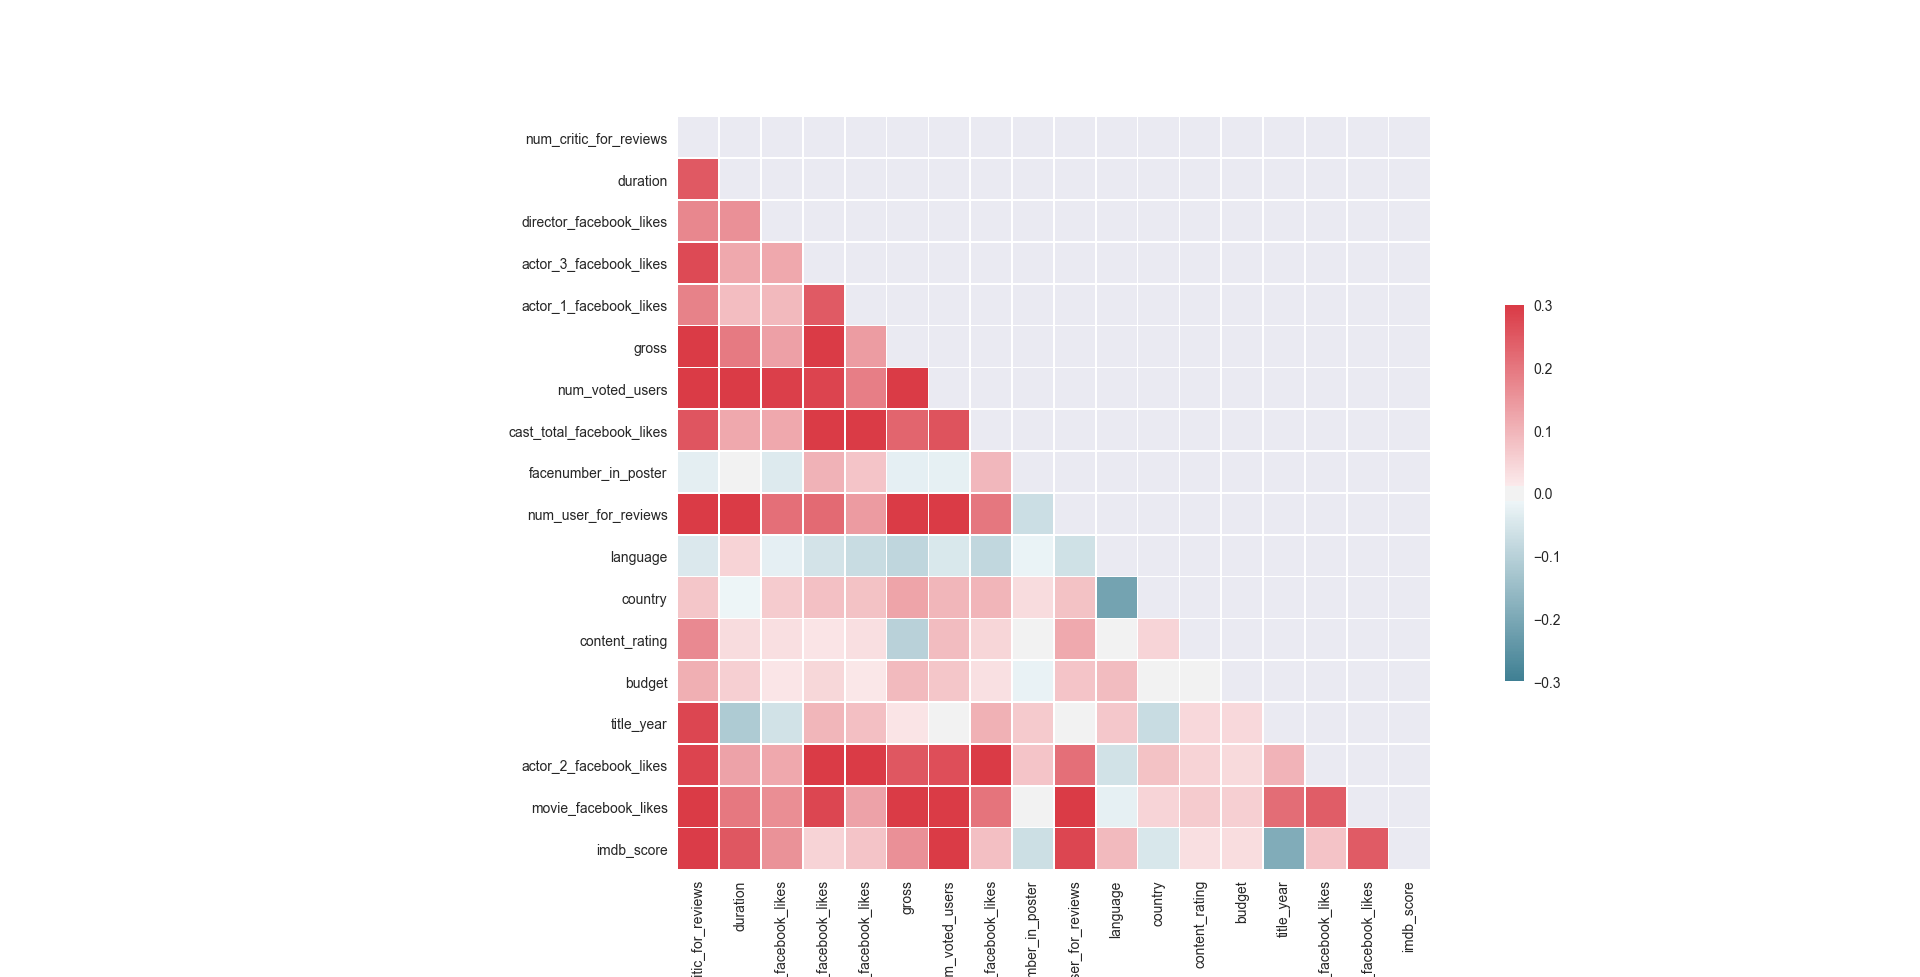 num_critic_for_reviews
duration
director_facebook_likes
actor_3_facebook_likes
actor_1_facebook_likes
gross
num_voted_users
cast_total_facebook_likes
facenumber_in_poster
num_user_for_reviews
language
country
content_rating
budget
title_year
actor_2_facebook_likes
movie_facebook_likes
imdb_score
0.3
0.2
0.1
0.0
−0.1
−0.2
−0.3
itic_for_reviews
duration
_facebook_likes
_facebook_likes
_facebook_likes
gross
m_voted_users
_facebook_likes
mber_in_poster
ser_for_reviews
language
country
content_rating
budget
title_year
_facebook_likes
_facebook_likes
imdb_score